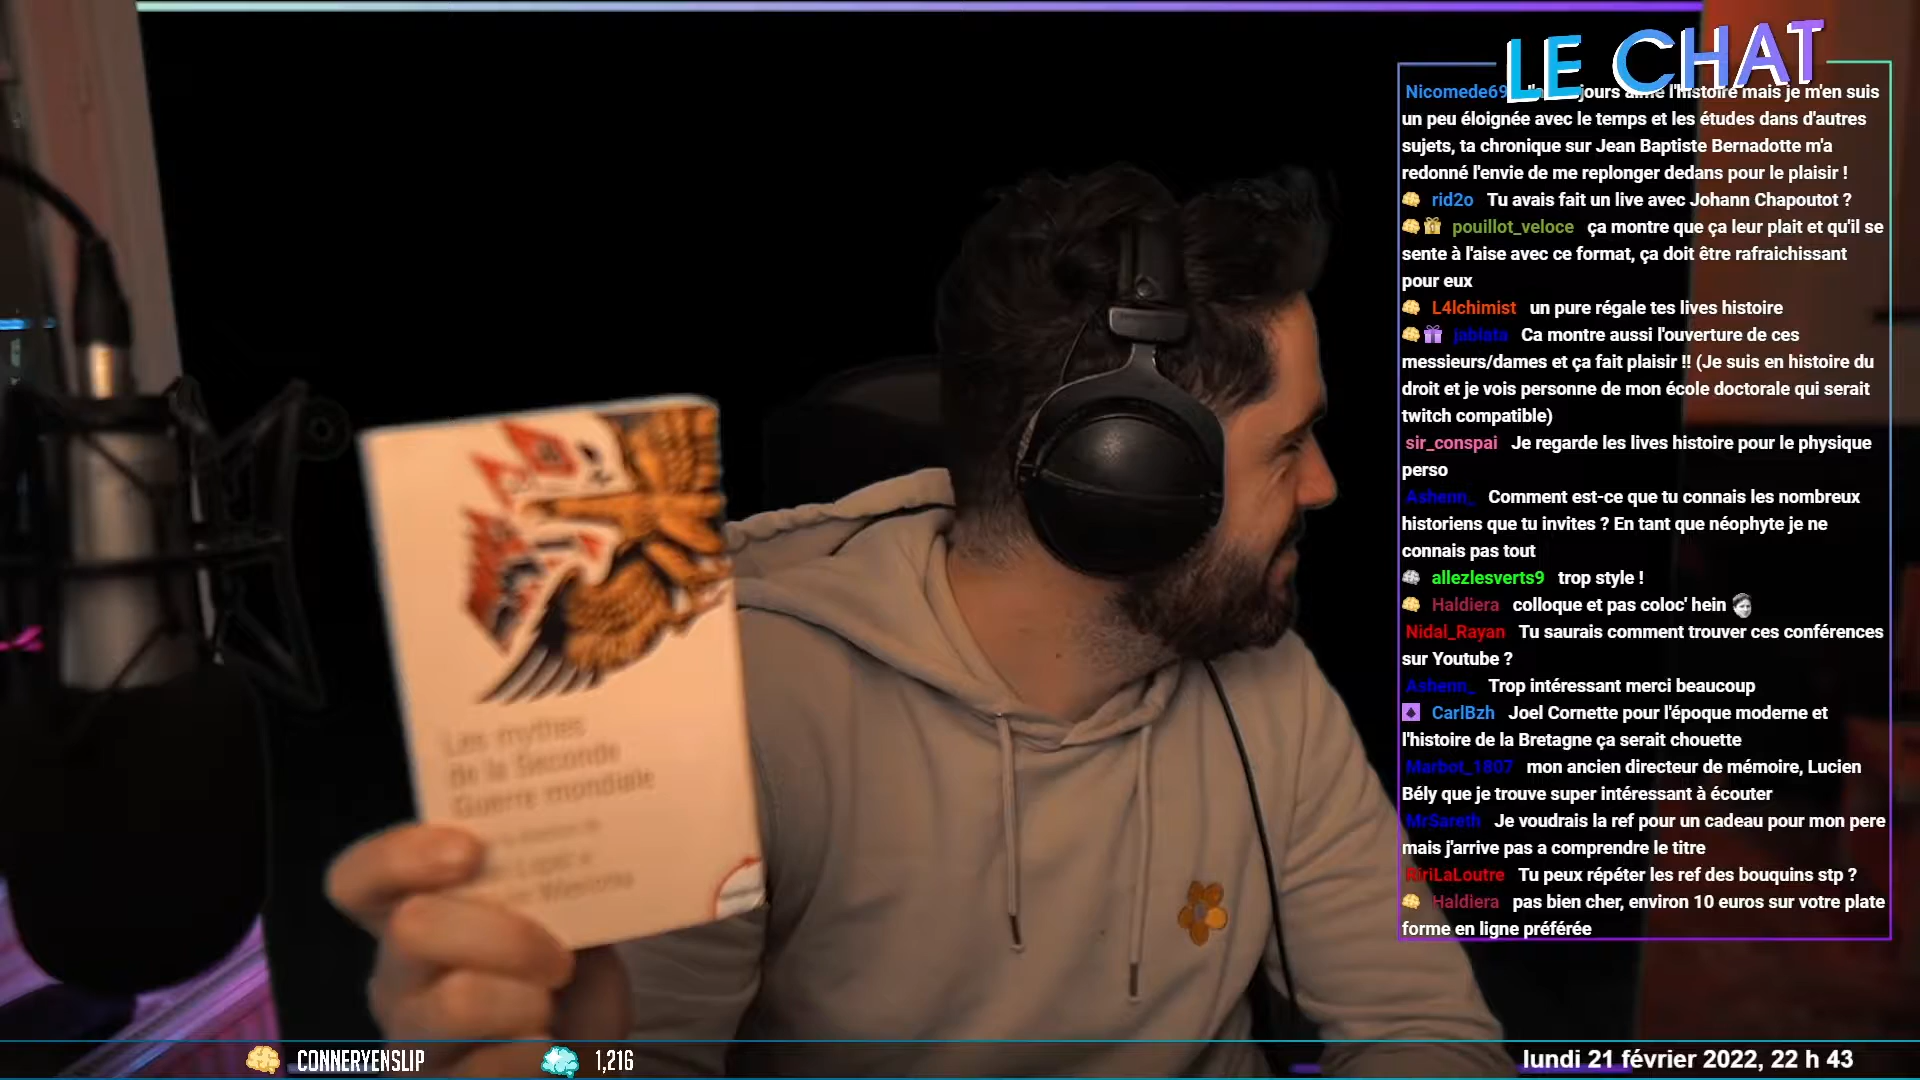 LE CHAT
Nicomede69 l'histoire mais je m'en suis
un peu éloignée avec le temps et les études dans d'autres
sujets, ta chronique sur Jean Baptiste Bernadotte m'a
redonné l'envie de me replonger dedans pour le plaisir !
rid2o Tu avais fait un live avec Johann Chapoutot ?
pouillot_veloce ça montre que ça leur plait et qu'il se
sente à l'aise avec ce format, ça doit être rafraichissant
pour eux
L4lchimist un pure régale tes lives histoire
jablata Ca montre aussi l'ouverture de ces
messieurs/dames et ça fait plaisir !! (Je suis en histoire du
droit et je vois personne de mon école doctorale qui serait
twitch compatible)
sir_conspai Je regarde les lives histoire pour le physique
perso
Ashenn_ Comment est-ce que tu connais les nombreux
historiens que tu invites ? En tant que néophyte je ne
connais pas tout
allezlesverts9 trop style !
Haldiera colloque et pas coloc' hein
Nidal_Rayan Tu saurais comment trouver ces conférences
sur Youtube ?
Ashenn_ Trop intéressant merci beaucoup
CarlBzh Joel Cornette pour l'époque moderne et
l'histoire de la Bretagne ça serait chouette
Marbot_1807 mon ancien directeur de mémoire, Lucien
Bély que je trouve super intéressant à écouter
MrSareth Je voudrais la ref pour un cadeau pour mon pere
mais j'arrive pas a comprendre le titre
RiriLaLoutre Tu peux répéter les ref des bouquins stp ?
Haldiera pas bien cher, environ 10 euros sur votre plate
forme en ligne préférée
Les mythes
de la Seconde
Guerre mondiale
CONNERYENSLIP
1,216
lundi 21 février 2022, 22 h 43